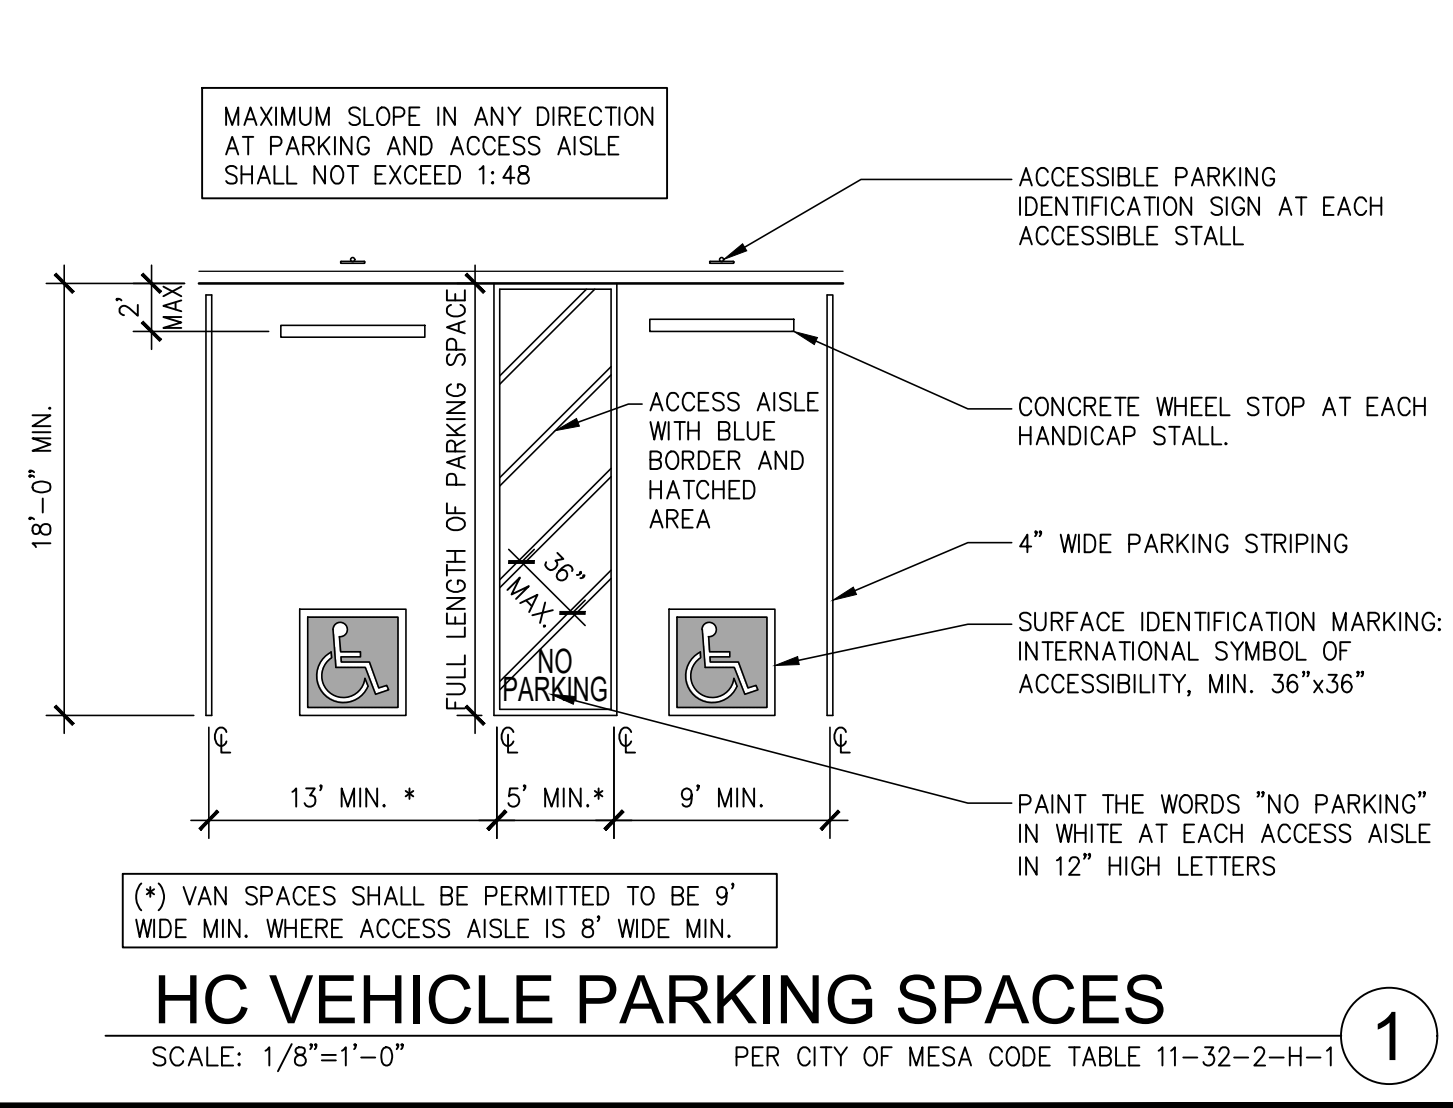 MAXIMUM SLOPE IN ANY DIRECTION
AT PARKING AND ACCESS AISLE
SHALL NOT EXCEED 1:48
ACCESSIBLE PARKING
IDENTIFICATION SIGN AT EACH
ACCESSIBLE STALL
2'
MAX
18'-0" MIN.
FULL LENGTH OF PARKING SPACE
ACCESS AISLE
WITH BLUE
BORDER AND
HATCHED
AREA
CONCRETE WHEEL STOP AT EACH
HANDICAP STALL.
36"
MAX.
4" WIDE PARKING STRIPING
SURFACE IDENTIFICATION MARKING:
INTERNATIONAL SYMBOL OF
ACCESSIBILITY, MIN. 36"x36"
NO
PARKING
℄ ℄ ℄ ℄
13' MIN. * 5' MIN.* 9' MIN.
PAINT THE WORDS "NO PARKING"
IN WHITE AT EACH ACCESS AISLE
IN 12" HIGH LETTERS
(*) VAN SPACES SHALL BE PERMITTED TO BE 9'
WIDE MIN. WHERE ACCESS AISLE IS 8' WIDE MIN.
HC VEHICLE PARKING SPACES
1
SCALE: 1/8"=1'-0" PER CITY OF MESA CODE TABLE 11-32-2-H-1